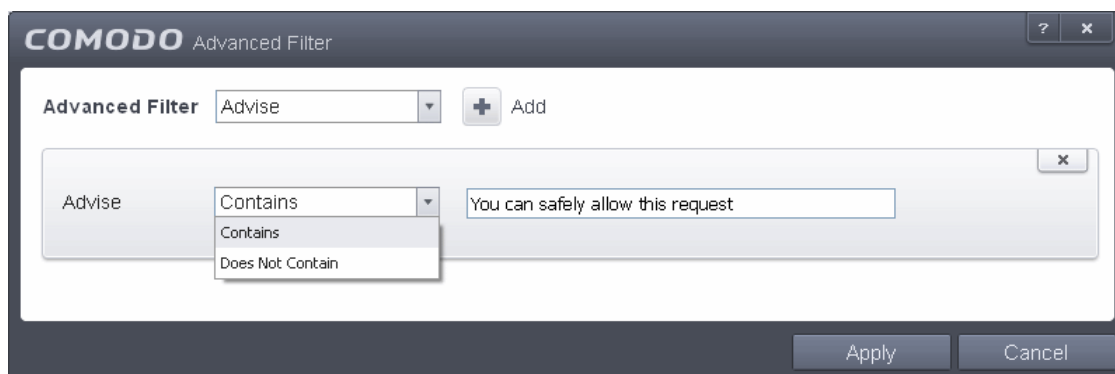 COMODO Advanced Filter ? x
Advanced Filter Advise + Add
x
Advise Contains You can safely allow this request
Contains
Does Not Contain
Apply Cancel